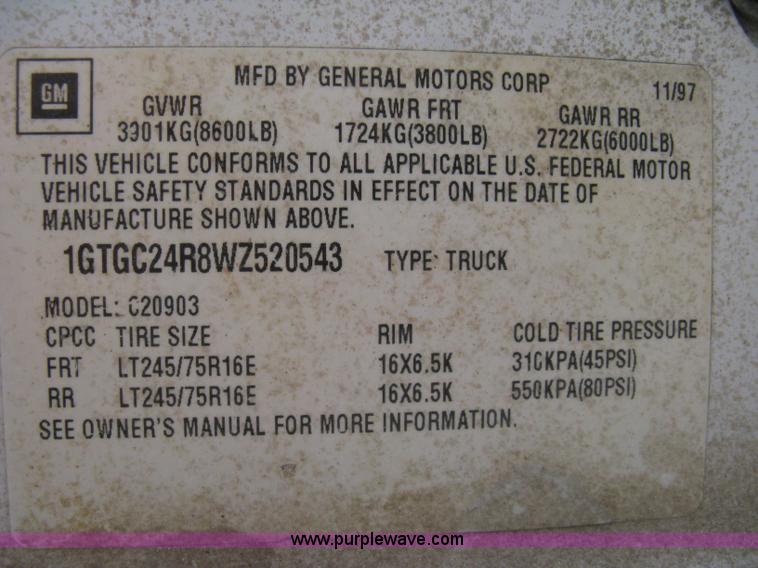 GM
MFD BY GENERAL MOTORS CORP 11/97
GVWR GAWR FRT GAWR RR
3901KG(8600LB) 1724KG(3800LB) 2722KG(6000LB)
THIS VEHICLE CONFORMS TO ALL APPLICABLE U.S. FEDERAL MOTOR
VEHICLE SAFETY STANDARDS IN EFFECT ON THE DATE OF
MANUFACTURE SHOWN ABOVE.
1GTGC24R8WZ520543 TYPE: TRUCK
MODEL: C20903
CPCC TIRE SIZE RIM COLD TIRE PRESSURE
FRT LT245/75R16E 16X6.5K 310KPA(45PSI)
RR LT245/75R16E 16X6.5K 550KPA(80PSI)
SEE OWNER'S MANUAL FOR MORE INFORMATION.
www.purplewave.com